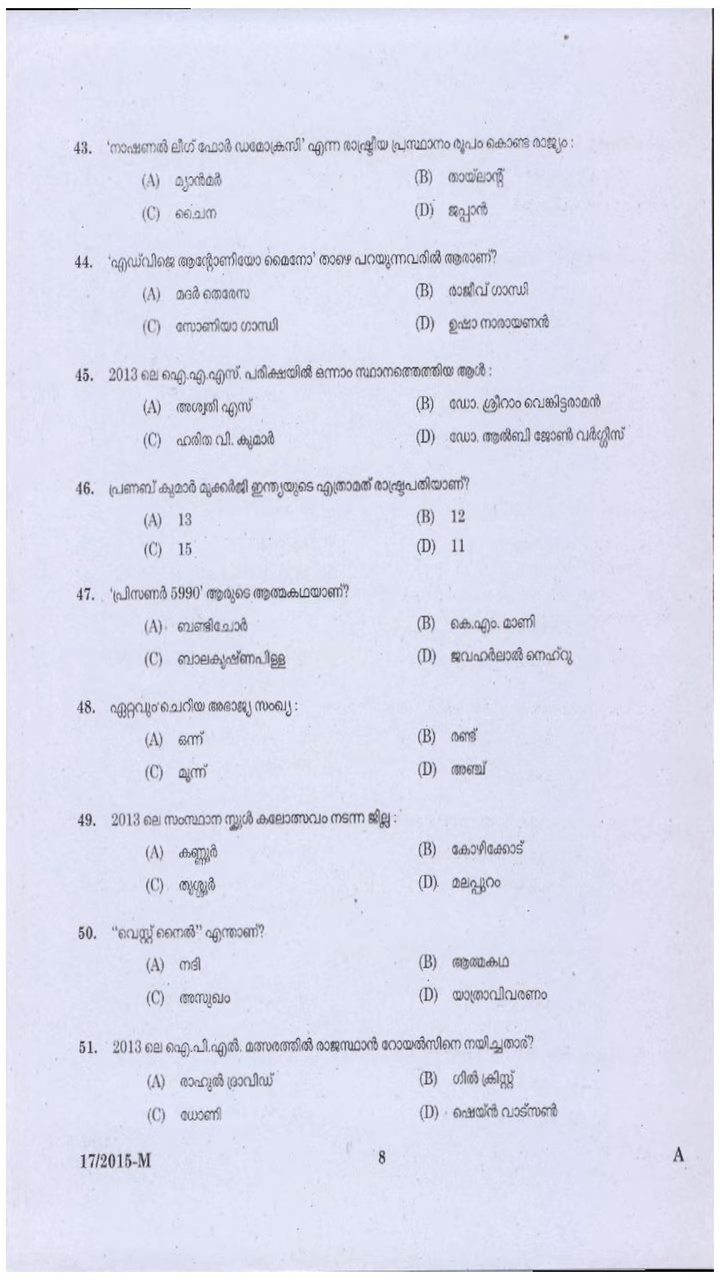 43. 'നാഷണൽ ലീഗ് ഫോർ ഡമോക്രസി' എന്ന രാഷ്ട്രീയ പ്രസ്ഥാനം രൂപം കൊണ്ട രാജ്യം :
(A) മ്യാൻമർ (B) തായ്‌ലാന്റ്
(C) ചൈന (D) ജപ്പാൻ
44. 'എഡ്‌വിജെ ആന്റോണിയോ മൈനോ' താഴെ പറയുന്നവരിൽ ആരാണ്?
(A) മദർ തെരേസ (B) രാജീവ് ഗാന്ധി
(C) സോണിയാ ഗാന്ധി (D) ഉഷാ നാരായണൻ
45. 2013 ലെ ഐ.എ.എസ്. പരീക്ഷയിൽ ഒന്നാം സ്ഥാനത്തെത്തിയ ആൾ :
(A) അശ്വതി എസ് (B) ഡോ. ശ്രീറാം വെങ്കിട്ടരാമൻ
(C) ഹരിത വി. കുമാർ (D) ഡോ. ആൽബി ജോൺ വർഗ്ഗീസ്
46. പ്രണബ് കുമാർ മുക്കർജി ഇന്ത്യയുടെ എത്രാമത് രാഷ്ട്രപതിയാണ്?
(A) 13 (B) 12
(C) 15 (D) 11
47. 'പ്രിസണർ 5990' ആരുടെ ആത്മകഥയാണ്?
(A) ബണ്ടിചോർ (B) കെ.എം. മാണി
(C) ബാലകൃഷ്ണപിള്ള (D) ജവഹർലാൽ നെഹ്‌റു
48. ഏറ്റവും ചെറിയ അഭാജ്യ സംഖ്യ :
(A) ഒന്ന് (B) രണ്ട്
(C) മൂന്ന് (D) അഞ്ച്
49. 2013 ലെ സംസ്ഥാന സ്കൂൾ കലോത്സവം നടന്ന ജില്ല :
(A) കണ്ണൂർ (B) കോഴിക്കോട്
(C) തൃശ്ശൂർ (D) മലപ്പുറം
50. "വെസ്റ്റ് നൈൽ" എന്താണ്?
(A) നദി (B) ആത്മകഥ
(C) അസുഖം (D) യാത്രാവിവരണം
51. 2013 ലെ ഐ.പി.എൽ. മത്സരത്തിൽ രാജസ്ഥാൻ റോയൽസിനെ നയിച്ചതാര്?
(A) രാഹുൽ ദ്രാവിഡ് (B) ഗിൽ ക്രിസ്റ്റ്
(C) ധോണി (D) ഷെയ്ൻ വാട്സൺ
17/2015-M 8 A